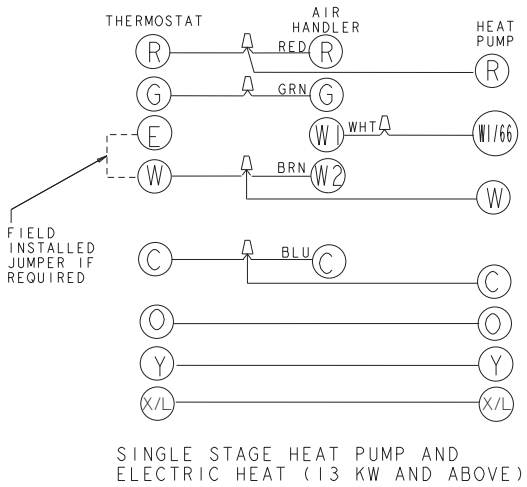 THERMOSTAT
AIR
HANDLER
HEAT
PUMP
R
RED
R
R
G
GRN
G
E
W1
WHT
W1/66
W
BRN
W2
W
FIELD
INSTALLED
JUMPER IF
REQUIRED
C
BLU
C
C
O
O
Y
Y
X/L
X/L
SINGLE STAGE HEAT PUMP AND
ELECTRIC HEAT (13 KW AND ABOVE)